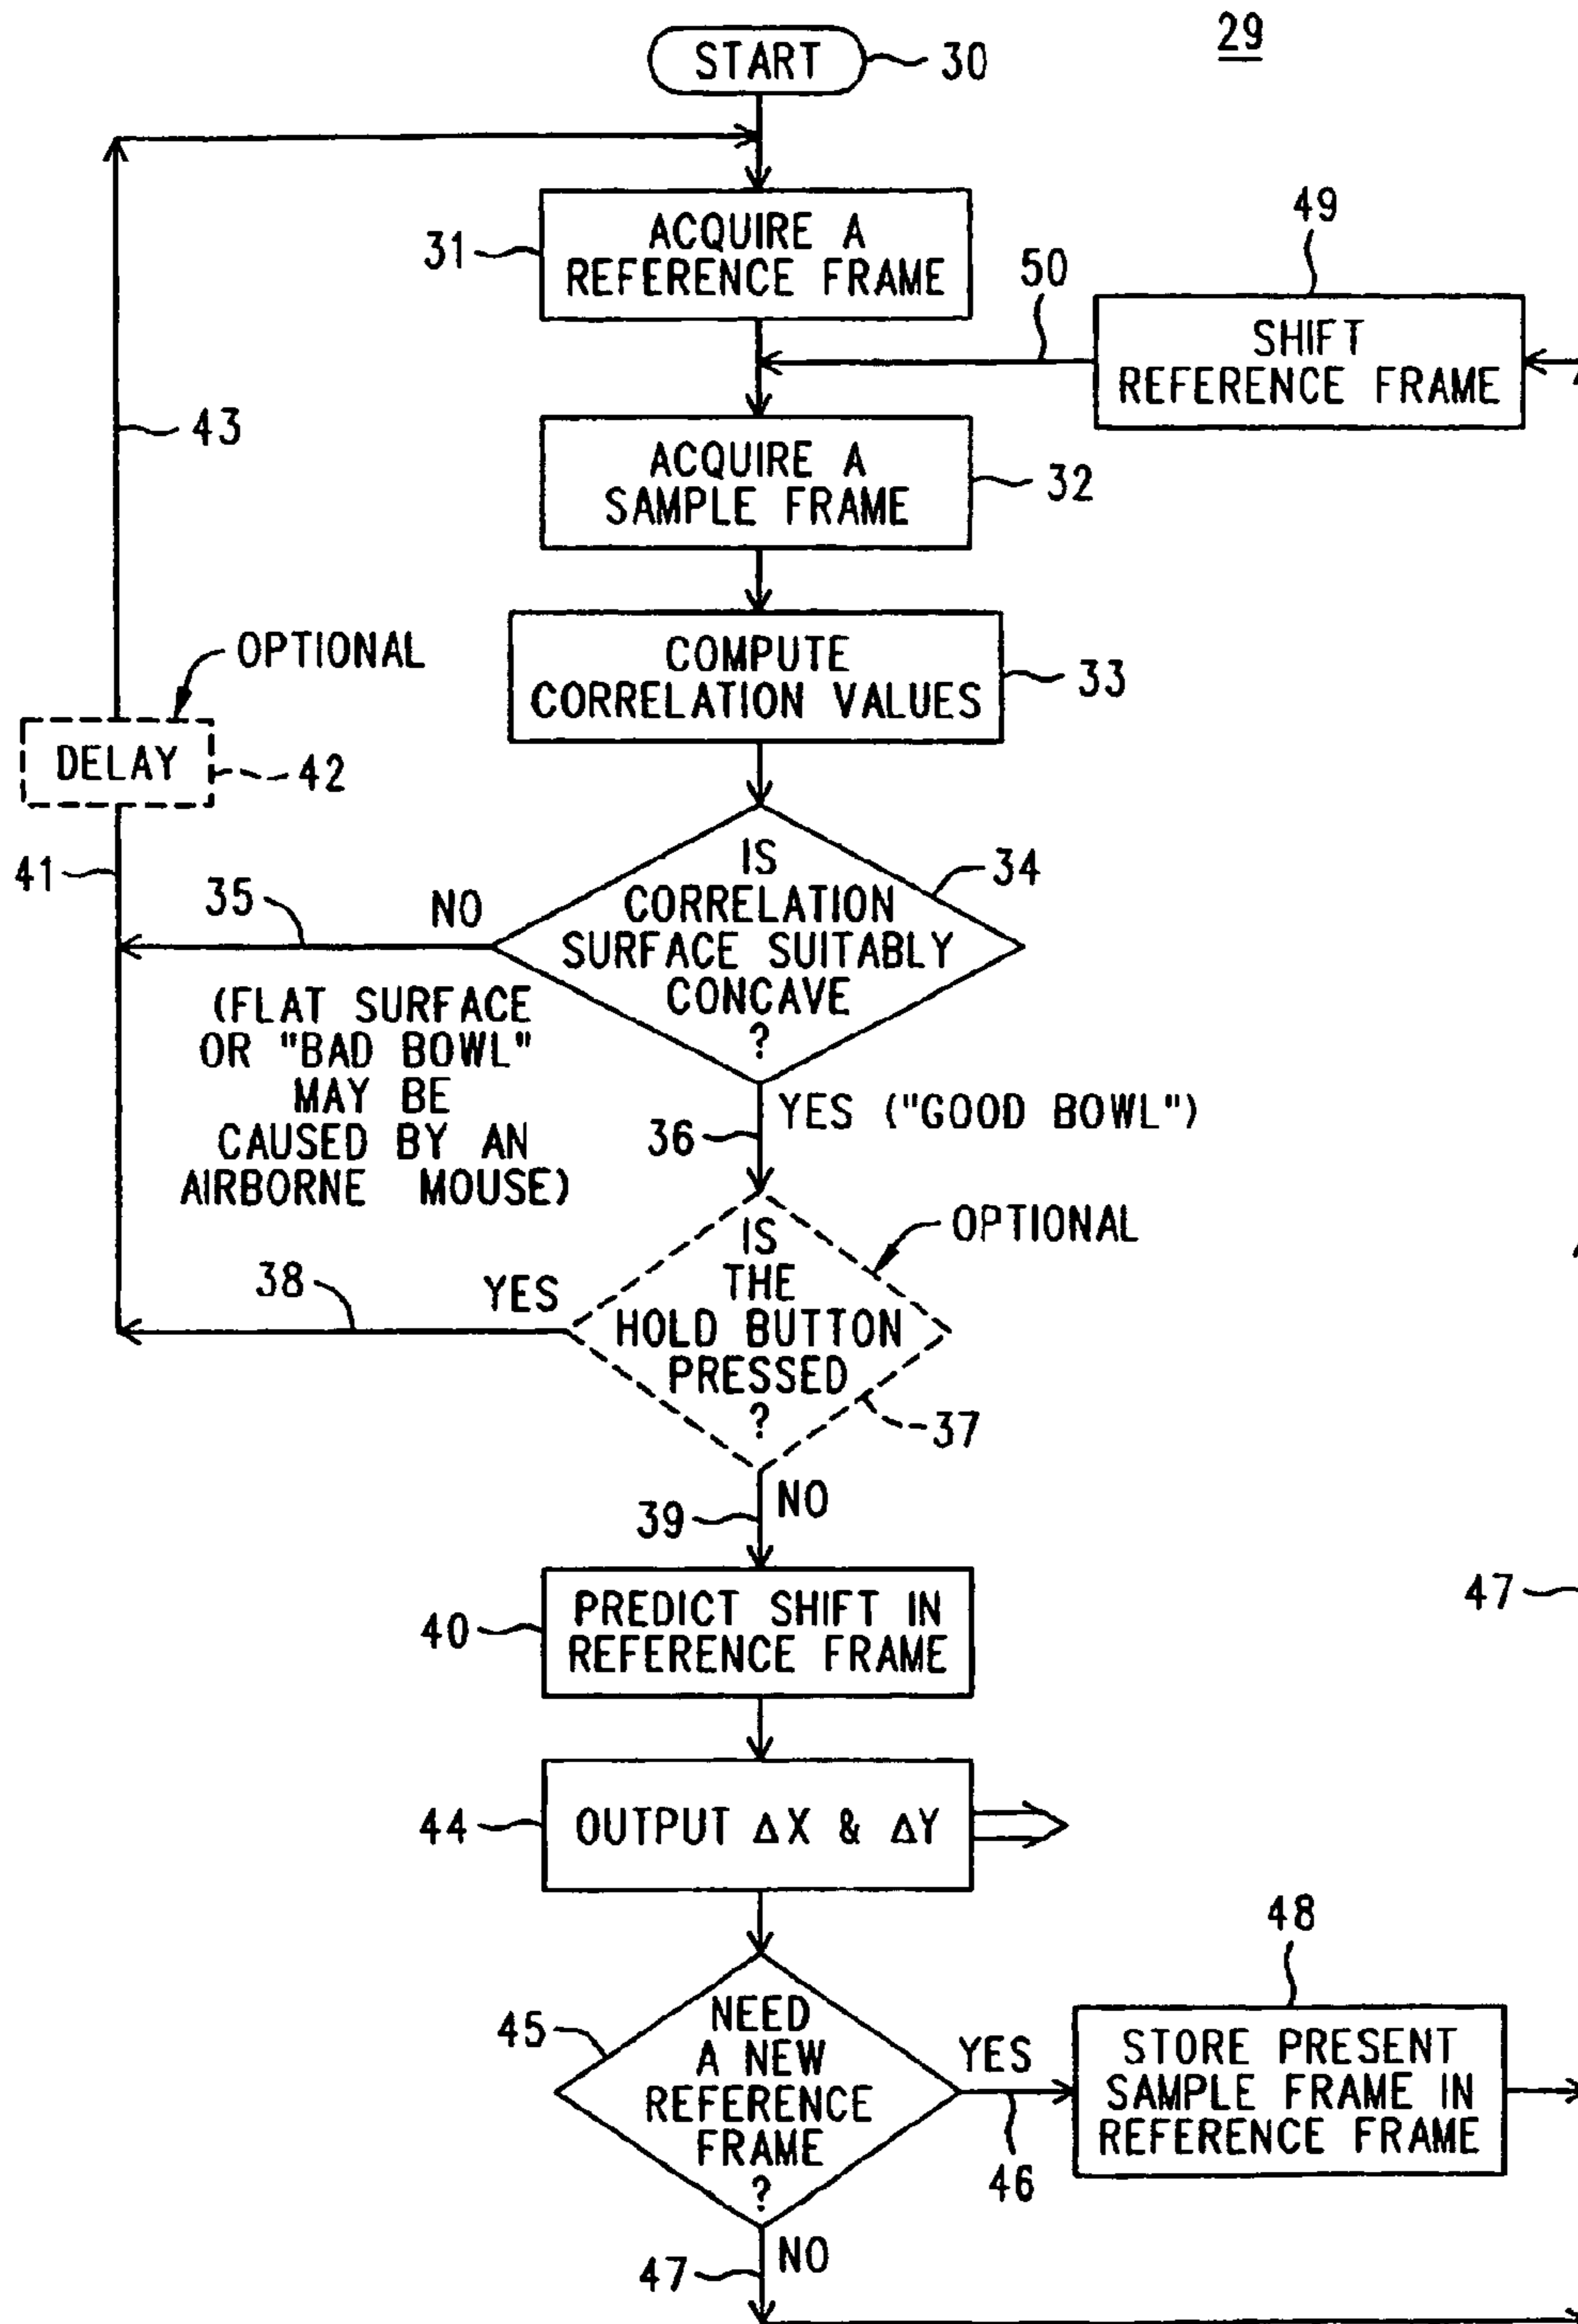 29
START
30
ACQUIRE A
REFERENCE FRAME
31
49
50
SHIFT
REFERENCE FRAME
43
ACQUIRE A
SAMPLE FRAME
32
OPTIONAL
COMPUTE
CORRELATION VALUES
33
DELAY
42
41
35
NO
IS
CORRELATION
SURFACE SUITABLY
CONCAVE
?
34
(FLAT SURFACE
OR "BAD BOWL"
MAY BE
CAUSED BY AN
AIRBORNE MOUSE)
36
YES ("GOOD BOWL")
OPTIONAL
38
YES
IS
THE
HOLD BUTTON
PRESSED
?
37
39
NO
40
PREDICT SHIFT IN
REFERENCE FRAME
47
44
OUTPUT ΔX & ΔY
48
45
NEED
A NEW
REFERENCE
FRAME
?
YES
46
STORE PRESENT
SAMPLE FRAME IN
REFERENCE FRAME
47
NO